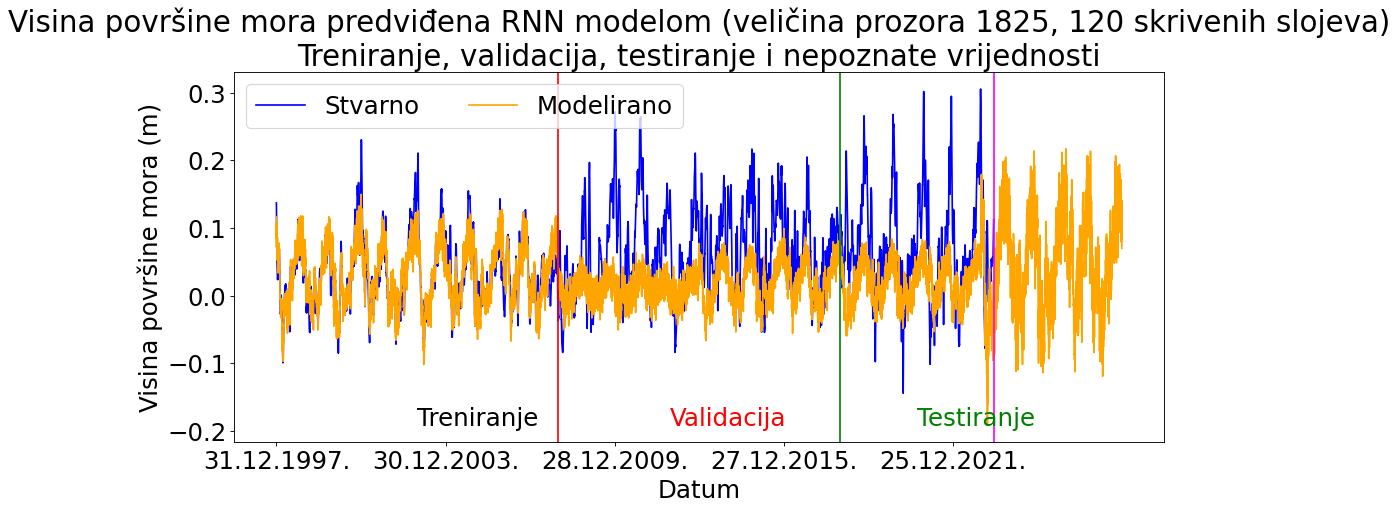 Visina površine mora predviđena RNN modelom (veličina prozora 1825, 120 skrivenih slojeva)
Treniranje, validacija, testiranje i nepoznate vrijednosti
Stvarno
Modelirano
Visina površine mora (m)
0.3
0.2
0.1
0.0
−0.1
−0.2
Treniranje
Validacija
Testiranje
31.12.1997.
30.12.2003.
28.12.2009.
27.12.2015.
25.12.2021.
Datum